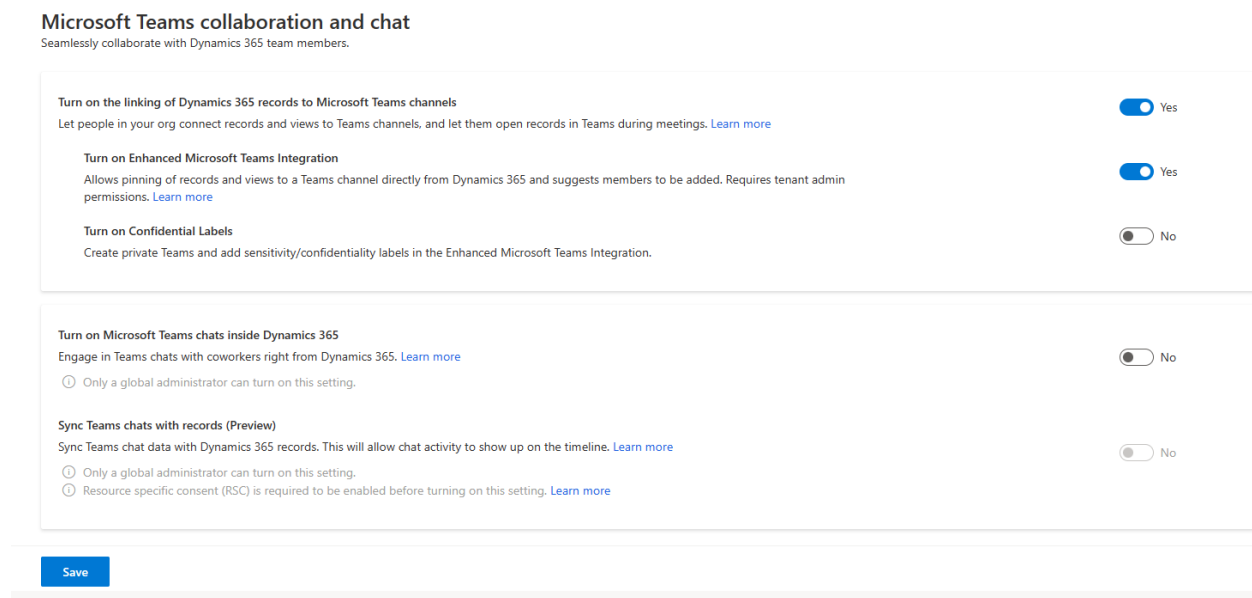 Microsoft Teams collaboration and chat
Seamlessly collaborate with Dynamics 365 team members.
Turn on the linking of Dynamics 365 records to Microsoft Teams channels
Yes
Let people in your org connect records and views to Teams channels, and let them open records in Teams during meetings. Learn more
Turn on Enhanced Microsoft Teams Integration
Yes
Allows pinning of records and views to a Teams channel directly from Dynamics 365 and suggests members to be added. Requires tenant admin
permissions. Learn more
Turn on Confidential Labels
No
Create private Teams and add sensitivity/confidentiality labels in the Enhanced Microsoft Teams Integration.
Turn on Microsoft Teams chats inside Dynamics 365
Engage in Teams chats with coworkers right from Dynamics 365. Learn more
No
Only a global administrator can turn on this setting.
Sync Teams chats with records (Preview)
Sync Teams chat data with Dynamics 365 records. This will allow chat activity to show up on the timeline. Learn more
No
Only a global administrator can turn on this setting.
Resource specific consent (RSC) is required to be enabled before turning on this setting. Learn more
Save